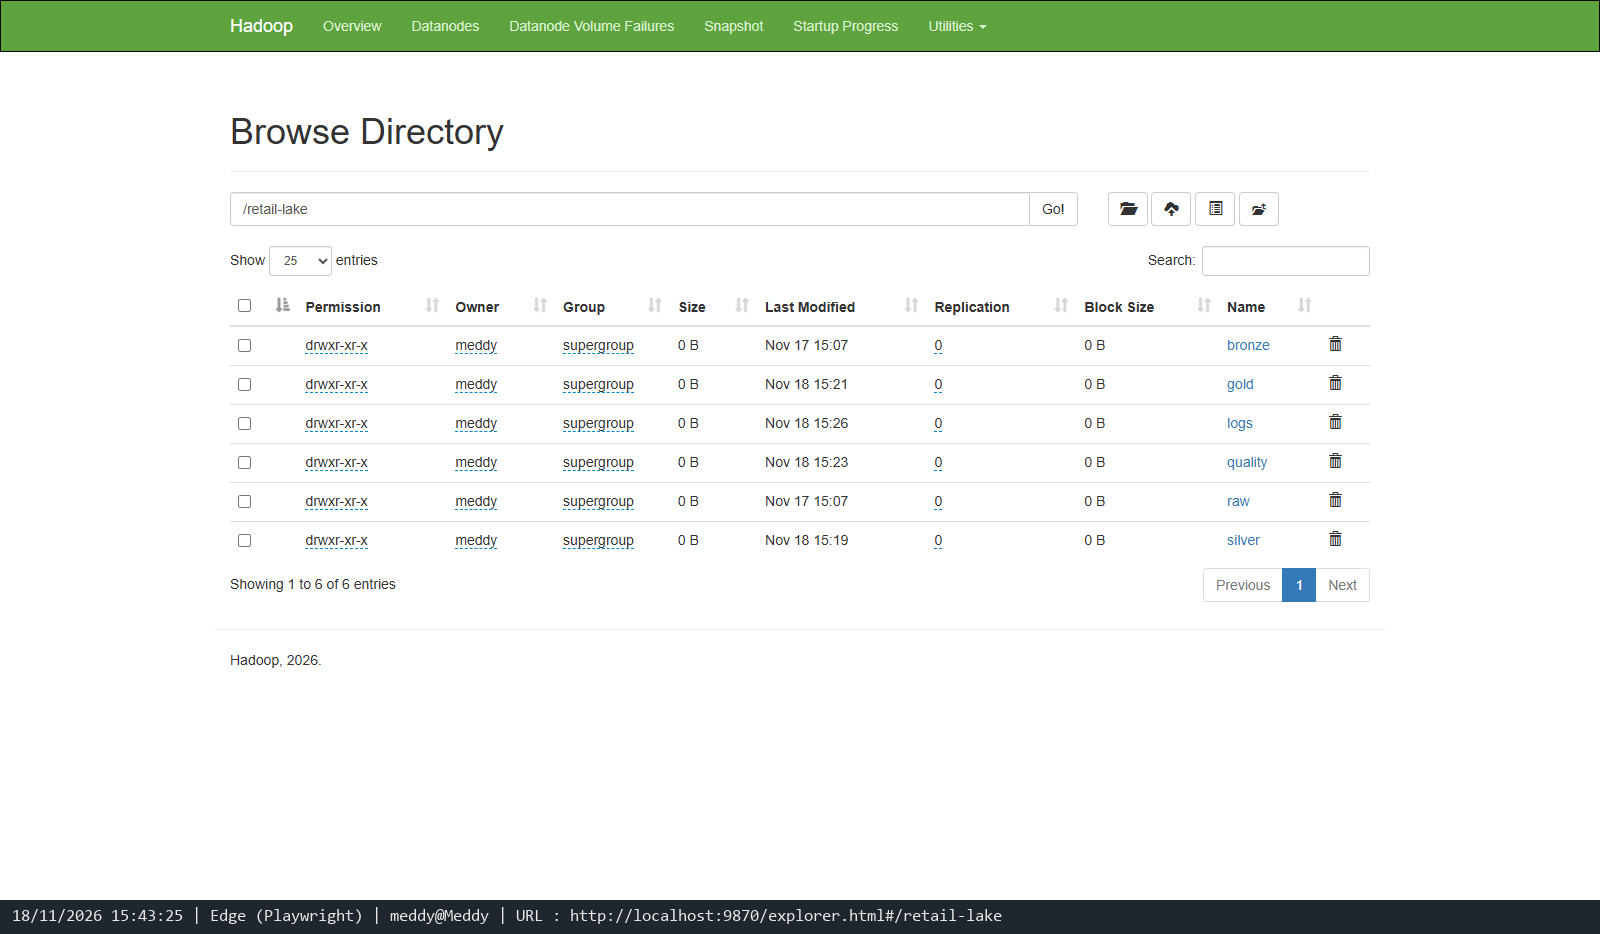 Hadoop Overview Datanodes Datanode Volume Failures Snapshot Startup Progress Utilities
Browse Directory
/retail-lake Go!
Show 25 entries Search:
Permission Owner Group Size Last Modified Replication Block Size Name
drwxr-xr-x meddy supergroup 0 B Nov 17 15:07 0 0 B bronze
drwxr-xr-x meddy supergroup 0 B Nov 18 15:21 0 0 B gold
drwxr-xr-x meddy supergroup 0 B Nov 18 15:26 0 0 B logs
drwxr-xr-x meddy supergroup 0 B Nov 18 15:23 0 0 B quality
drwxr-xr-x meddy supergroup 0 B Nov 17 15:07 0 0 B raw
drwxr-xr-x meddy supergroup 0 B Nov 18 15:19 0 0 B silver
Showing 1 to 6 of 6 entries Previous 1 Next
Hadoop, 2026.
18/11/2026 15:43:25 | Edge (Playwright) | meddy@Meddy | URL : http://localhost:9870/explorer.html#/retail-lake